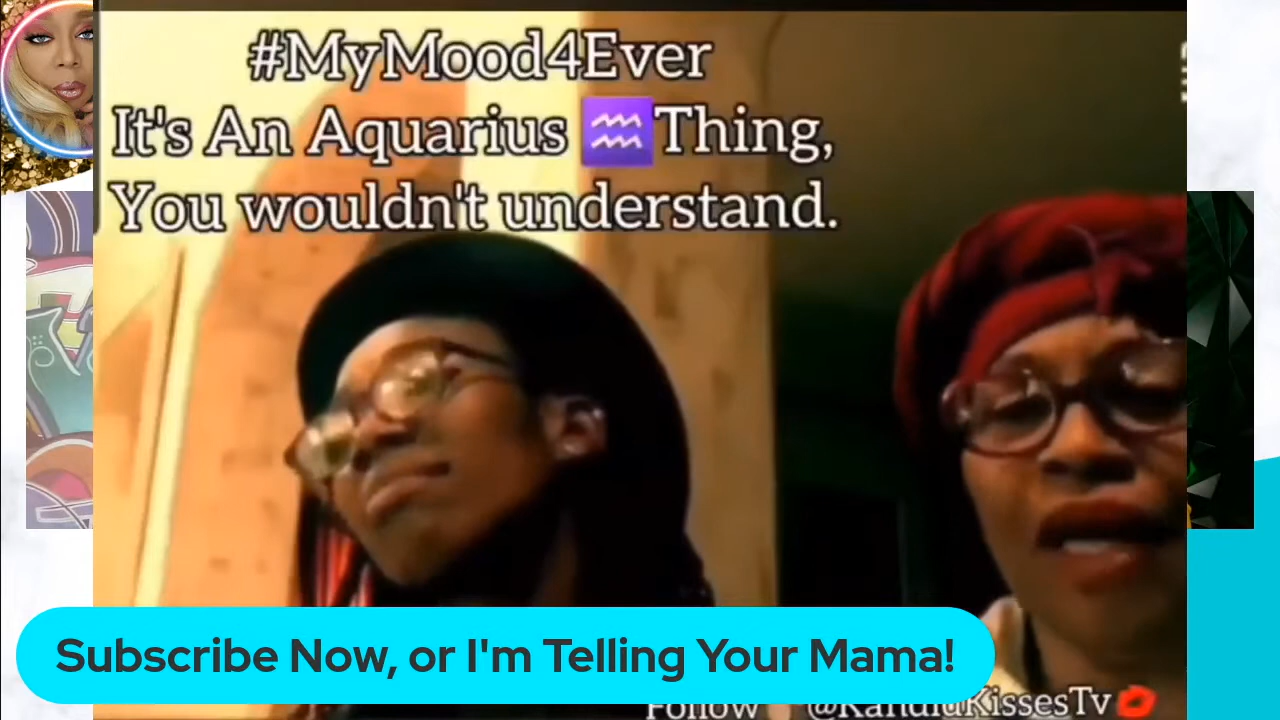 #MyMood4Ever
It's An Aquarius ♒ Thing,
You wouldn't understand.
Subscribe Now, or I'm Telling Your Mama!
Follow